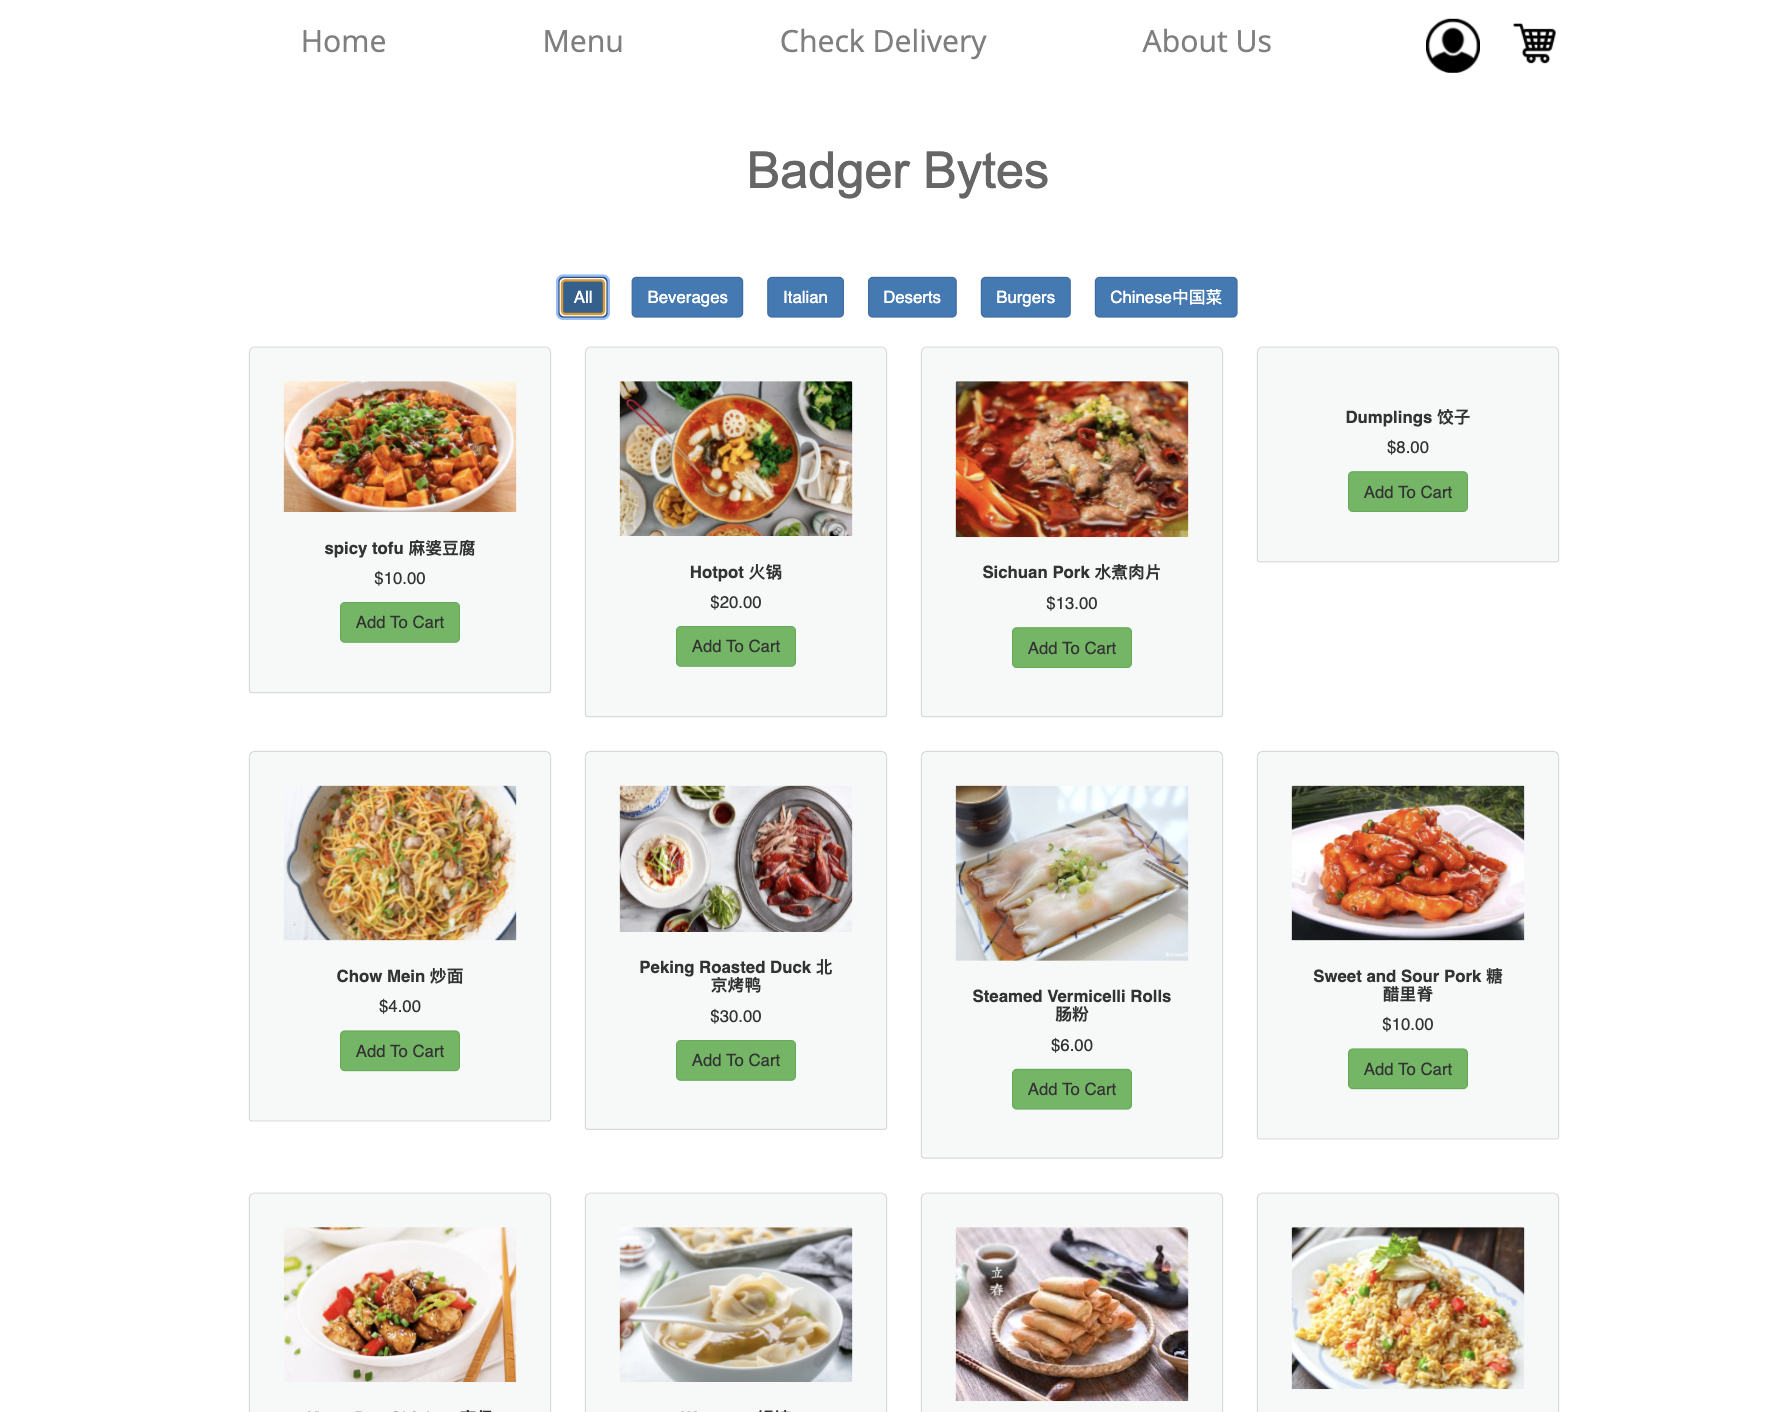 Home
Menu
Check Delivery
About Us
Badger Bytes
All
Beverages
Italian
Deserts
Burgers
Chinese中国菜
spicy tofu 麻婆豆腐
$10.00
Add To Cart
Hotpot 火锅
$20.00
Add To Cart
Sichuan Pork 水煮肉片
$13.00
Add To Cart
Dumplings 饺子
$8.00
Add To Cart
Chow Mein 炒面
$4.00
Add To Cart
Peking Roasted Duck 北
京烤鸭
$30.00
Add To Cart
Steamed Vermicelli Rolls
肠粉
$6.00
Add To Cart
Sweet and Sour Pork 糖
醋里脊
$10.00
Add To Cart
立春